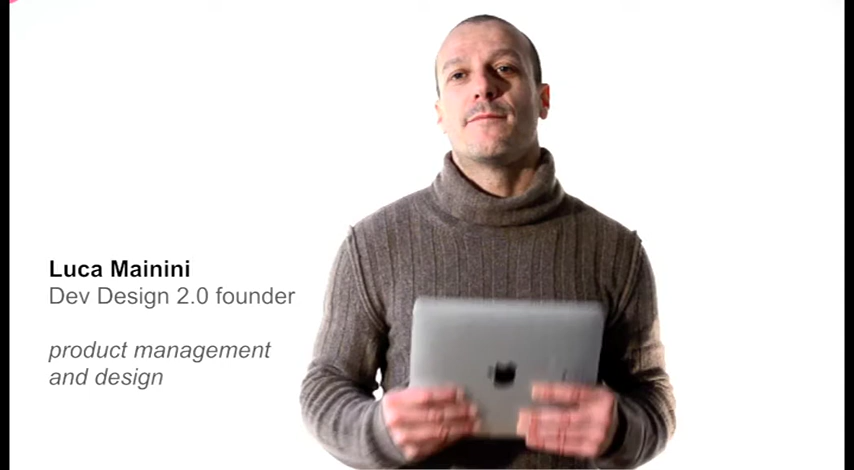 Luca Mainini
Dev Design 2.0 founder
product management
and design